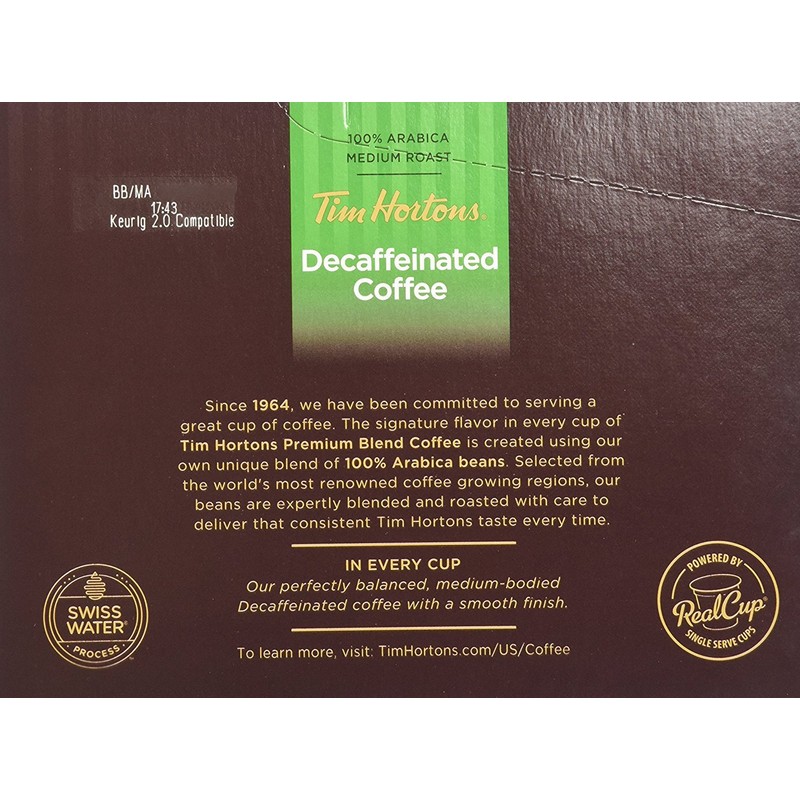 100% ARABICA
MEDIUM ROAST
BB/MA
17:43
Keurig 2.0 Compatible
Tim Hortons®
Decaffeinated
Coffee
Since 1964, we have been committed to serving a
great cup of coffee. The signature flavor in every cup of
Tim Hortons Premium Blend Coffee is created using our
own unique blend of 100% Arabica beans. Selected from
the world's most renowned coffee growing regions, our
beans are expertly blended and roasted with care to
deliver that consistent Tim Hortons taste every time.
IN EVERY CUP
Our perfectly balanced, medium-bodied
Decaffeinated coffee with a smooth finish.
To learn more, visit: TimHortons.com/US/Coffee
SWISS
WATER®
PROCESS
POWERED BY
RealCup®
SINGLE SERVE CUPS